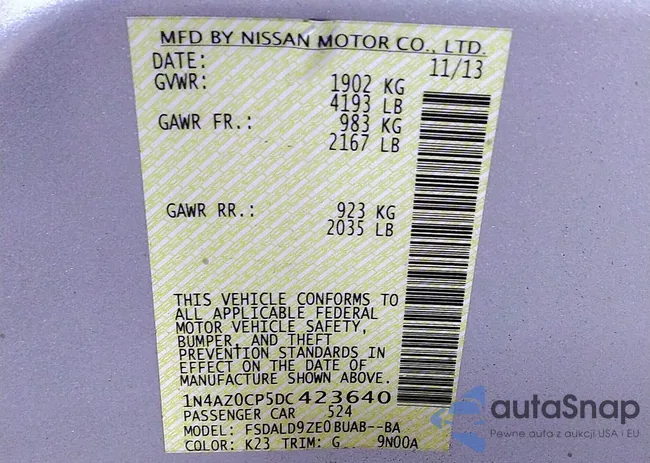 MFD BY NISSAN MOTOR CO., LTD.
DATE: 11/13
GVWR: 1902 KG
4193 LB
GAWR FR.: 983 KG
2167 LB
GAWR RR.: 923 KG
2035 LB
THIS VEHICLE CONFORMS TO
ALL APPLICABLE FEDERAL
MOTOR VEHICLE SAFETY,
BUMPER, AND THEFT
PREVENTION STANDARDS IN
EFFECT ON THE DATE OF
MANUFACTURE SHOWN ABOVE.
1N4AZ0CP5DC423640
PASSENGER CAR 524
MODEL: FSDALD9ZE0BUAB--BA
COLOR: K23 TRIM: G 9N00A
autoSnap
Pewne auta z aukcji USA i EU